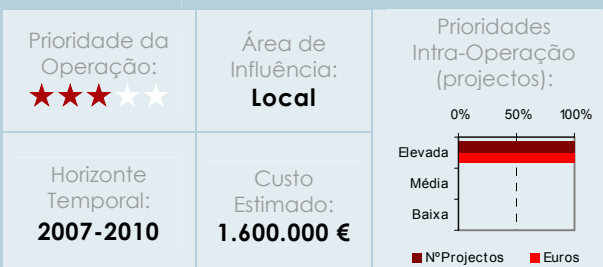 Prioridade da
Operação:
Área de
Influência:
Local
Prioridades
Intra-Operação
(projectos):
0% 50% 100%
Elevada
Média
Baixa
NºProjectos Euros
Horizonte
Temporal:
2007-2010
Custo
Estimado:
1.600.000 €